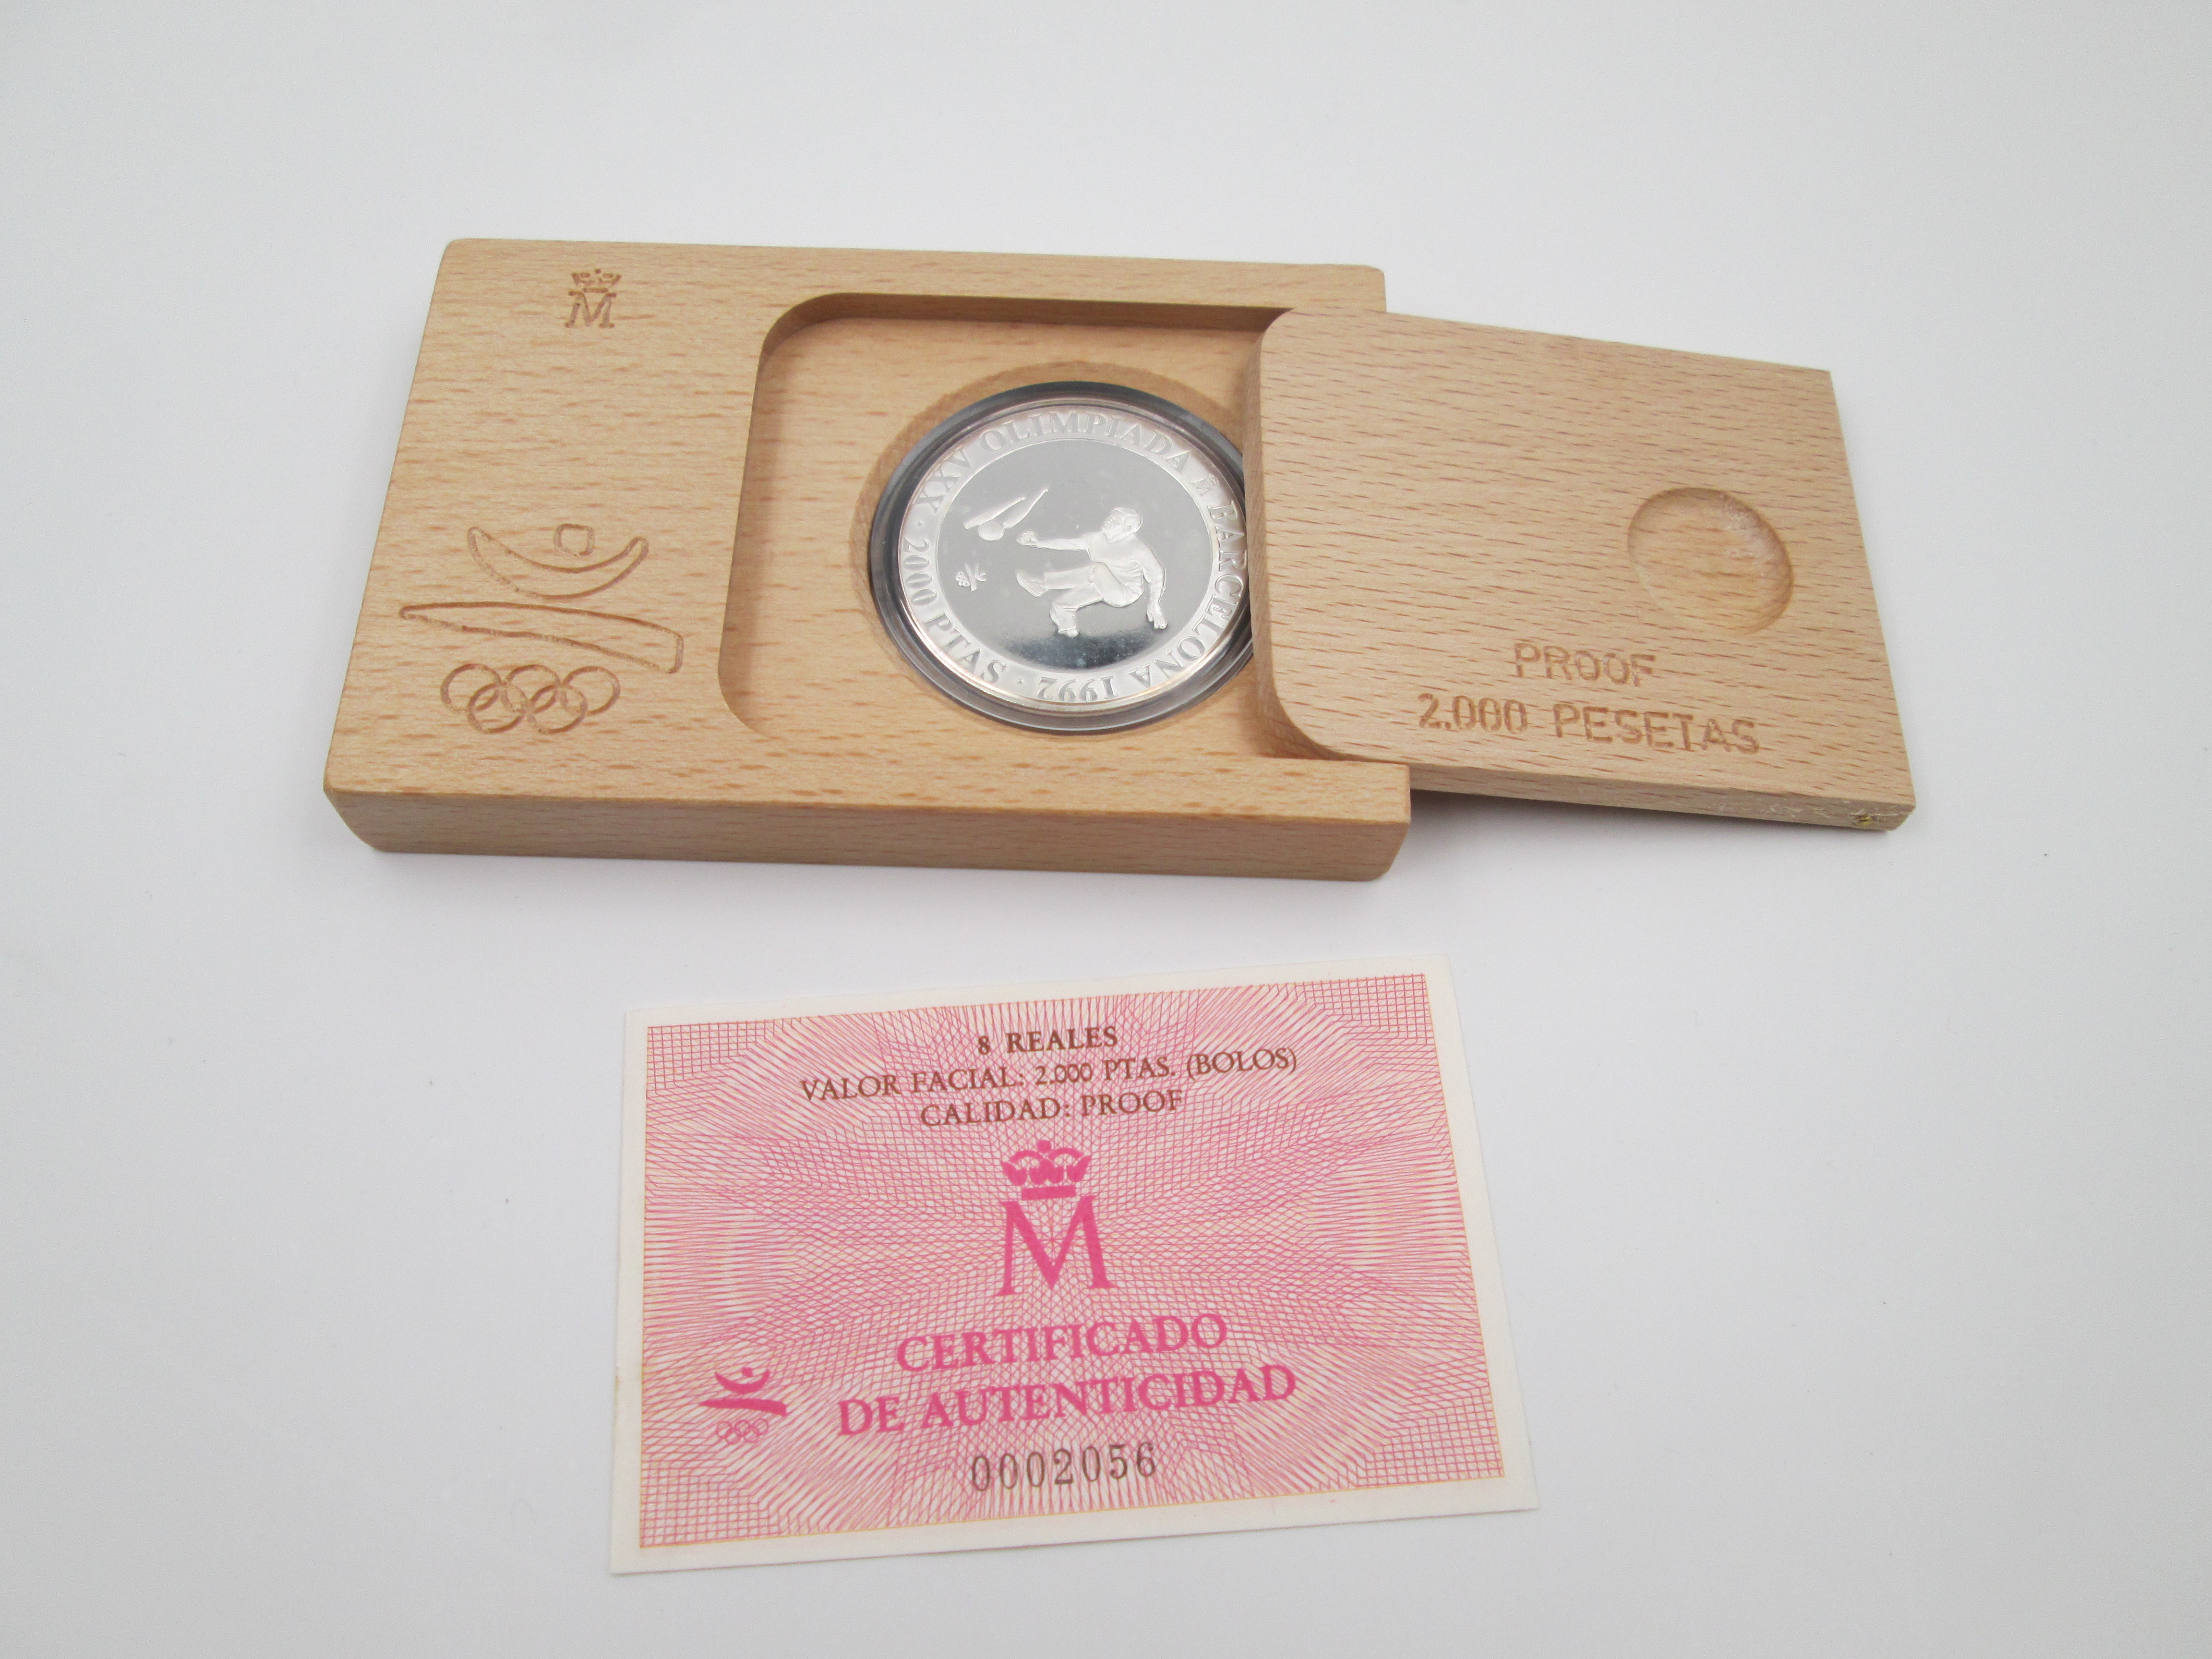 M
XXV OLIMPIADA M BARCELONA 1992 · 2000 PTAS ·
PROOF
2.000 PESETAS
8 REALES
VALOR FACIAL: 2.000 PTAS. (BOLOS)
CALIDAD: PROOF
M
CERTIFICADO
DE AUTENTICIDAD
0002056